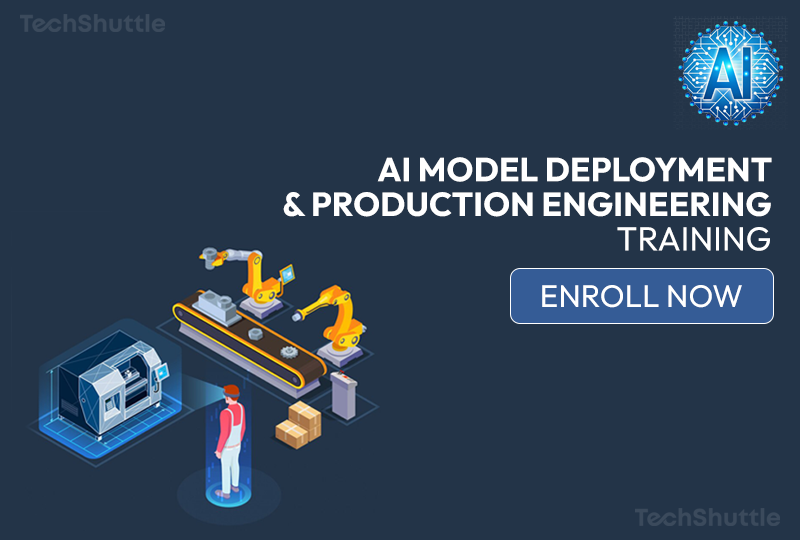 TechShuttle
AI
AI MODEL DEPLOYMENT
& PRODUCTION ENGINEERING
TRAINING
ENROLL NOW
TechShuttle